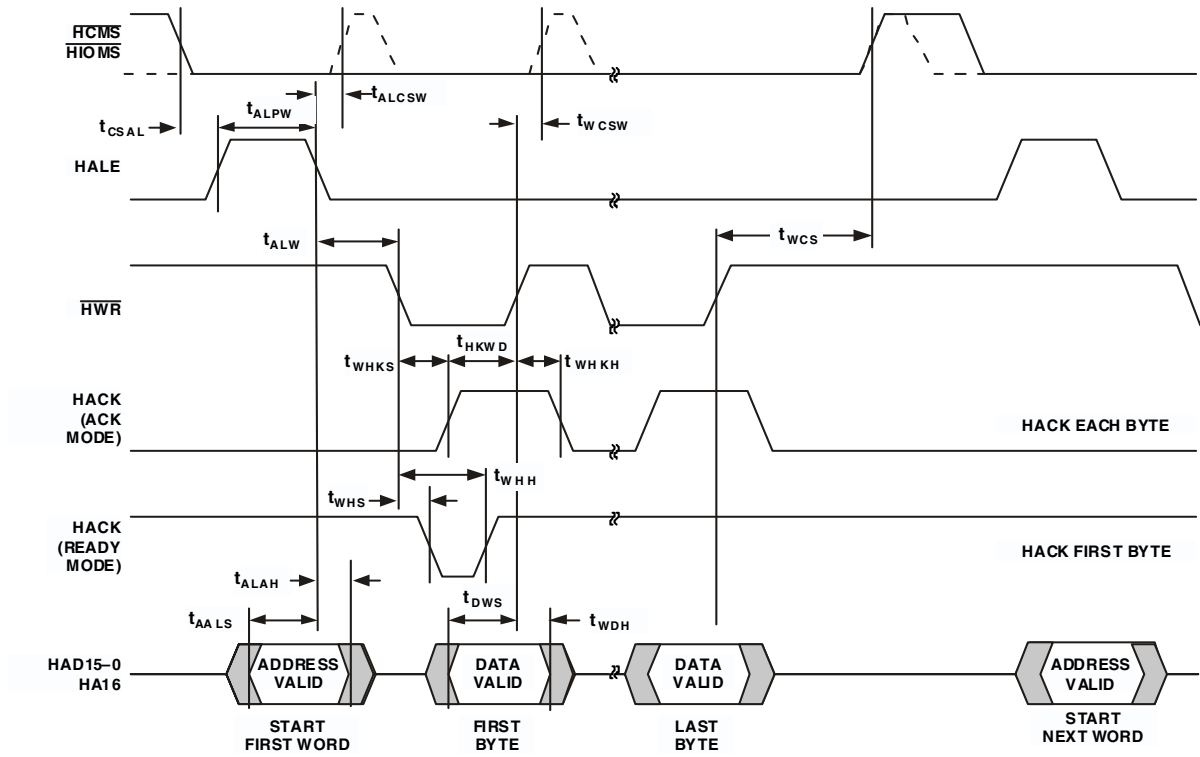 HCMS
HIOMS
tALCSW
tALPW
tCSAL
tWCSW
HALE
tALW
tWCS
HWR
tHKWD
tWHKS
tWHKH
HACK
(ACK
MODE)
HACK EACH BYTE
tWHH
tWHS
HACK
(READY
MODE)
HACK FIRST BYTE
tALAH
tDWS
tAALS
tWDH
HAD15–0
HA16
ADDRESS
VALID
DATA
VALID
DATA
VALID
ADDRESS
VALID
START
FIRST WORD
FIRST
BYTE
LAST
BYTE
START
NEXT WORD